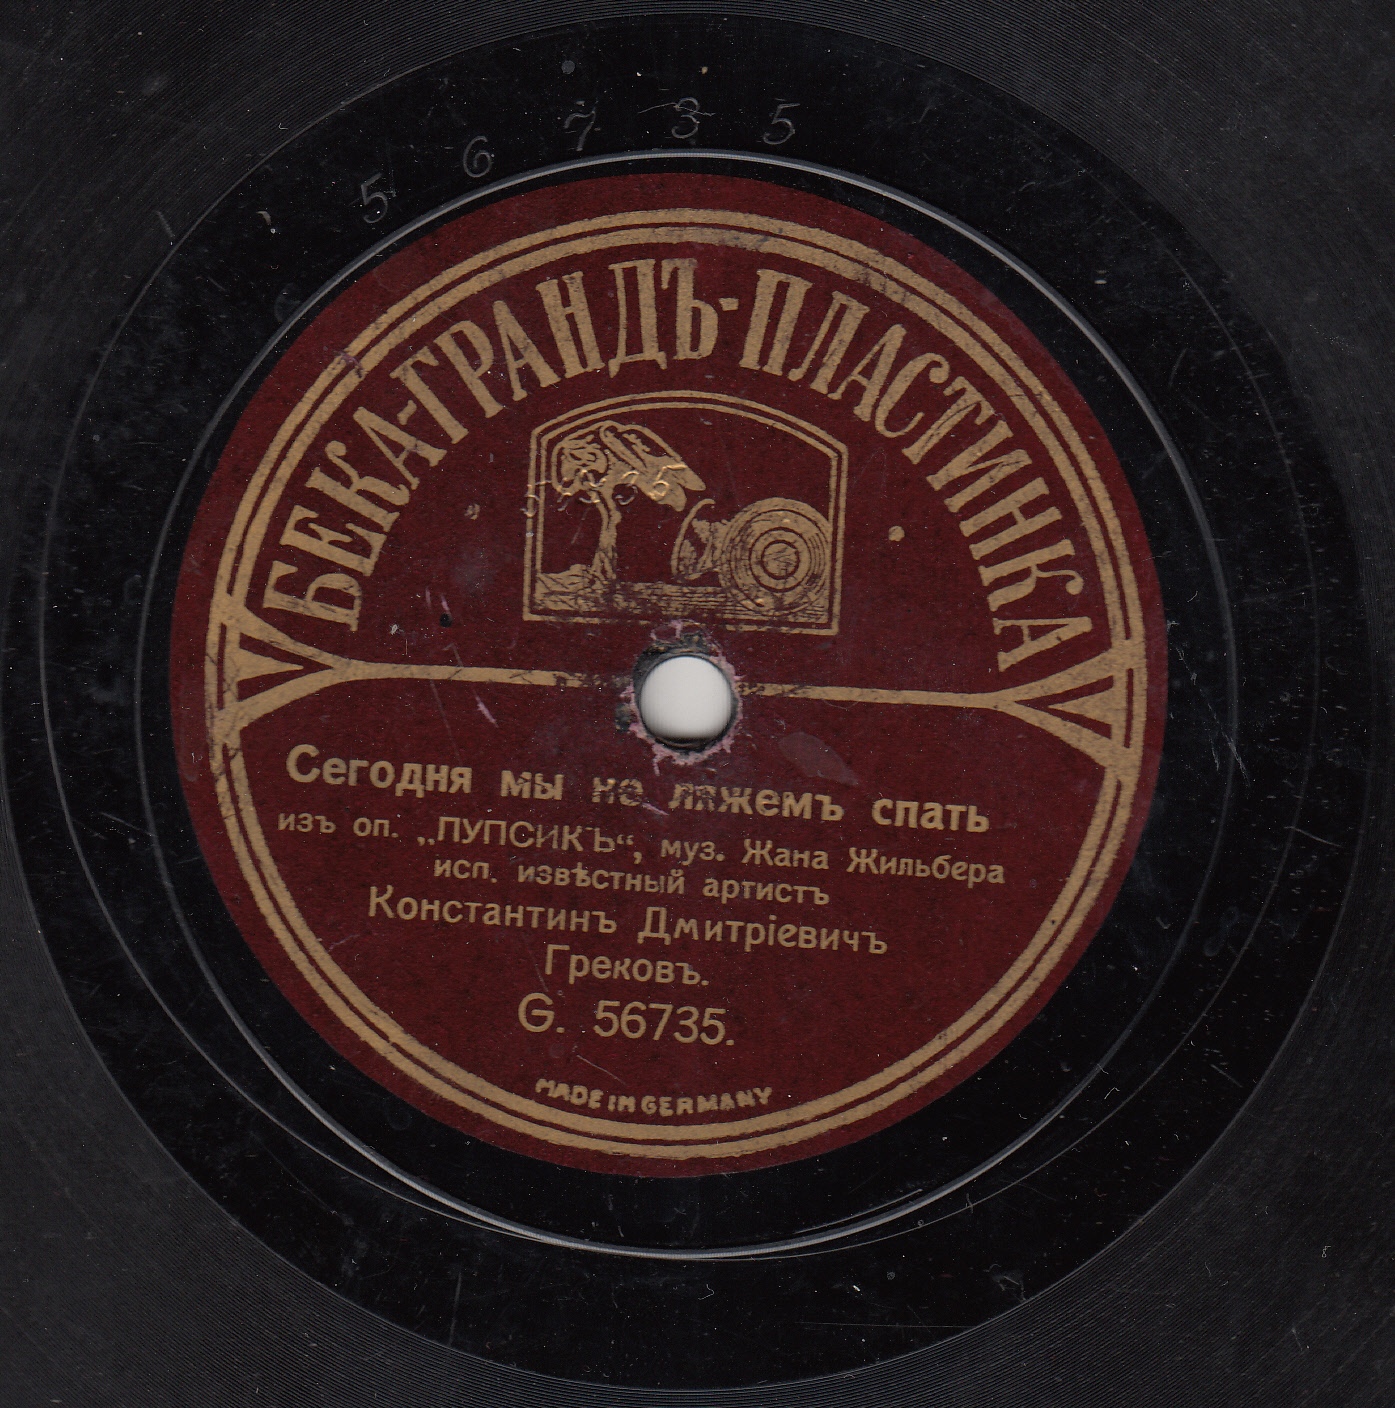 5 6 7 3 5
БЕКА-ГРАНДЪ-ПЛАСТИНКА
Сегодня мы не ляжемъ спать
изъ оп. „ПУПСИКЪ“, муз. Жана Жильбера
исп. извѣстный артистъ
Константинъ Дмитріевичъ
Грековъ.
G. 56735.
MADE IN GERMANY